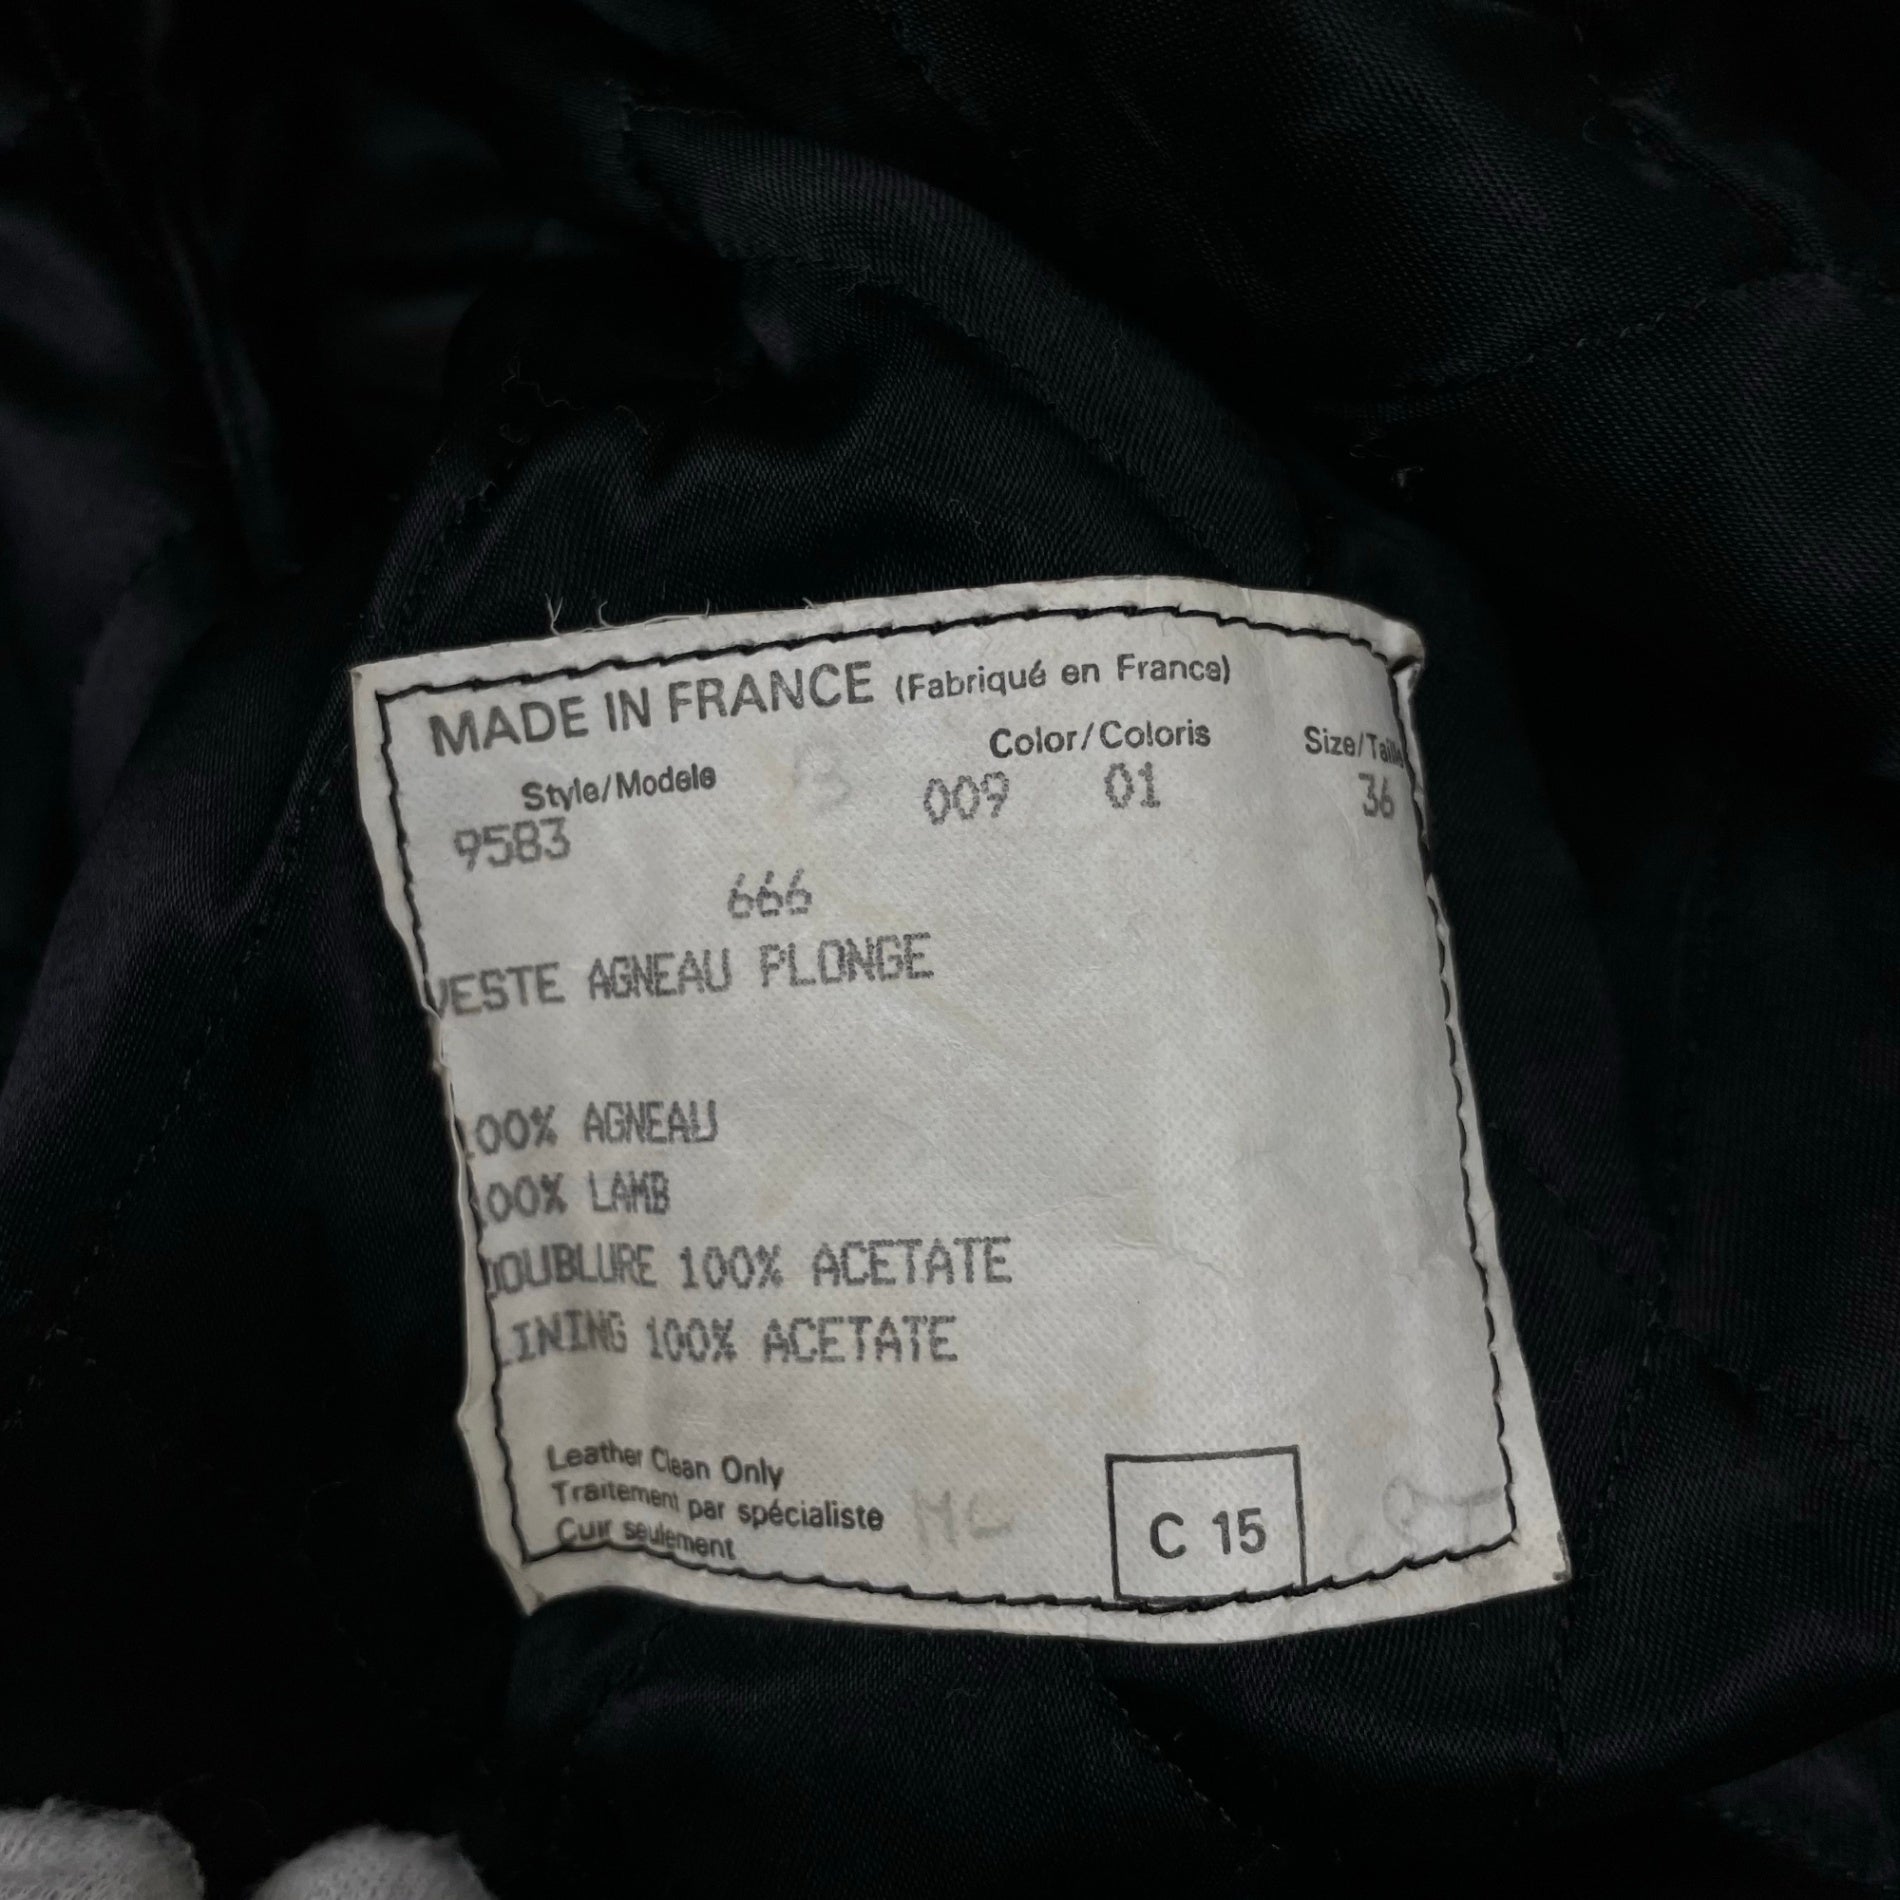 MADE IN FRANCE (Fabriqué en France)
Style/Modele Color/Coloris Size/Taille
9583 009 01 36
666
VESTE AGNEAU PLONGE
100% AGNEAU
100% LAMB
DOUBLURE 100% ACETATE
LINING 100% ACETATE
Leather Clean Only
Traitement par spécialiste
Cuir seulement
C 15